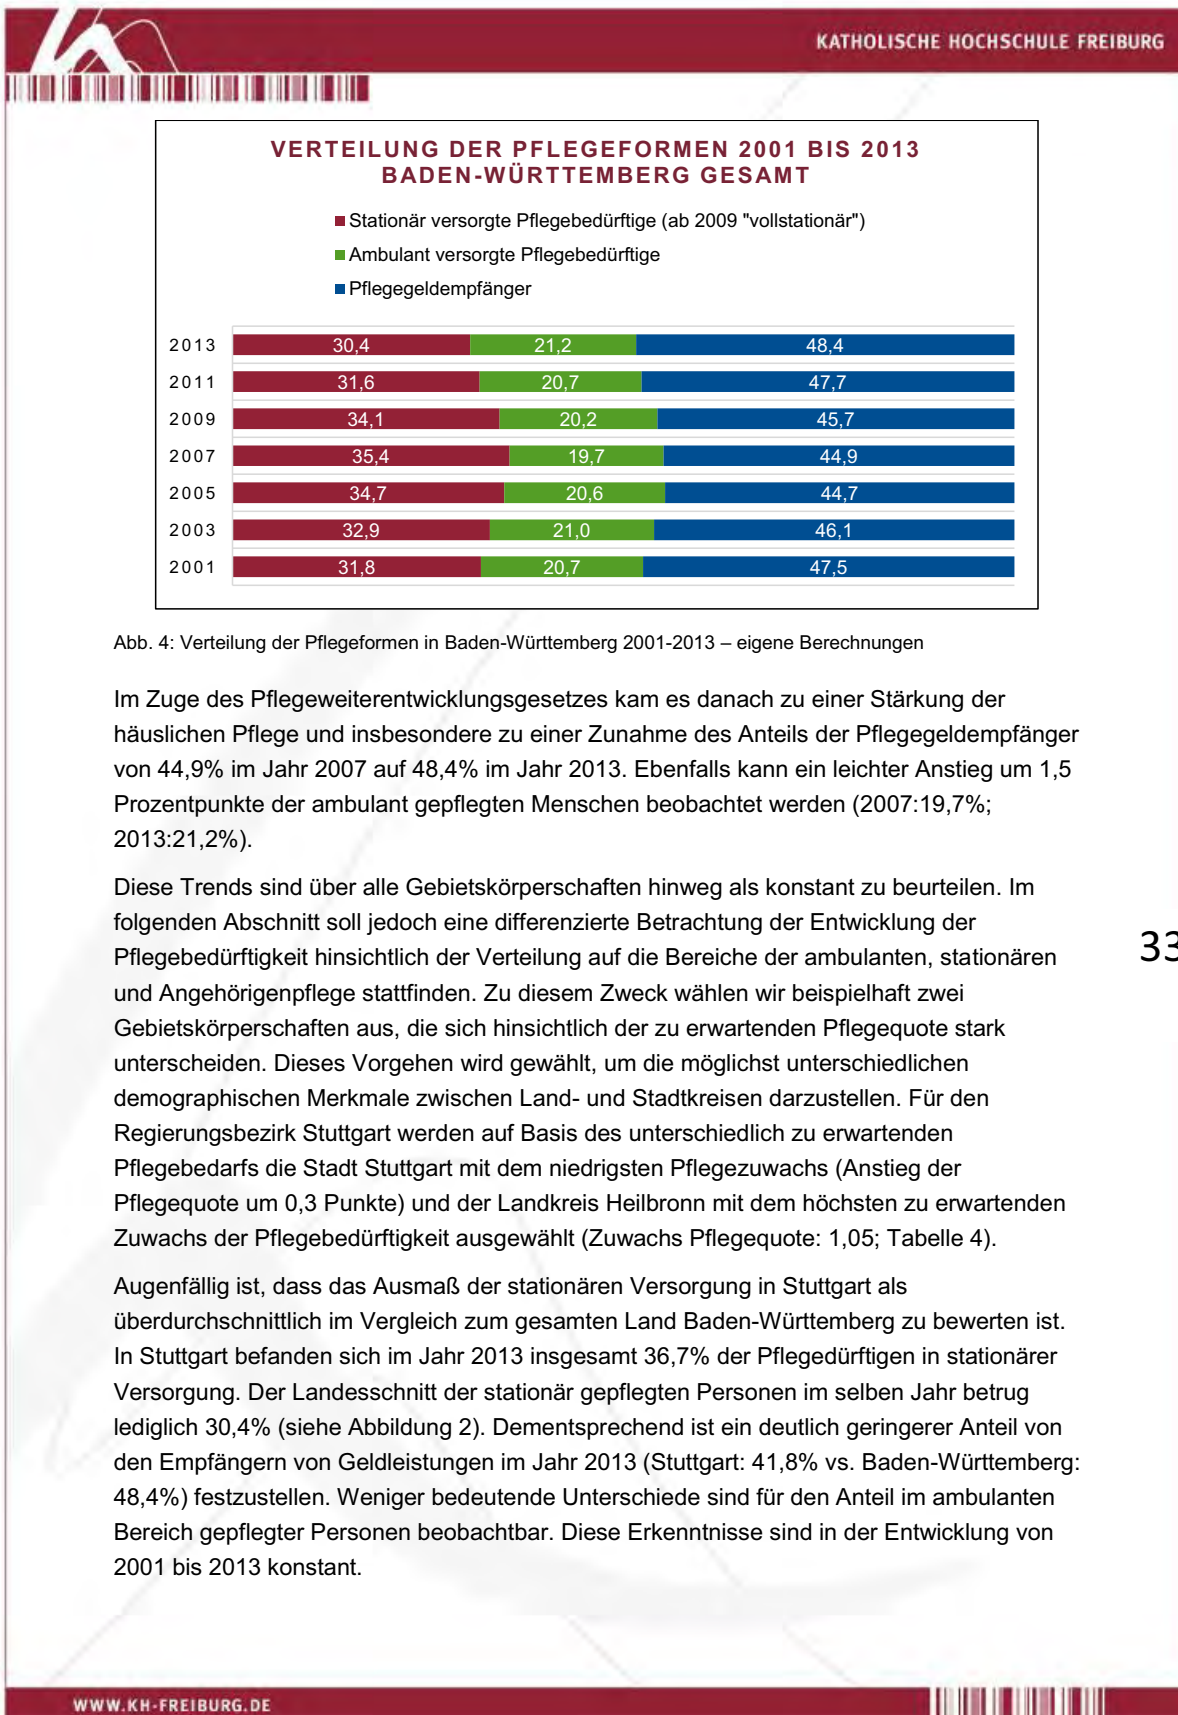 KATHOLISCHE HOCHSCHULE FREIBURG
VERTEILUNG DER PFLEGEFORMEN 2001 BIS 2013
BADEN-WÜRTTEMBERG GESAMT
Stationär versorgte Pflegebedürftige (ab 2009 "vollstationär")
Ambulant versorgte Pflegebedürftige
Pflegegeldempfänger
2013 30,4 21,2 48,4
2011 31,6 20,7 47,7
2009 34,1 20,2 45,7
2007 35,4 19,7 44,9
2005 34,7 20,6 44,7
2003 32,9 21,0 46,1
2001 31,8 20,7 47,5
Abb. 4: Verteilung der Pflegeformen in Baden-Württemberg 2001-2013 – eigene Berechnungen
Im Zuge des Pflegeweiterentwicklungsgesetzes kam es danach zu einer Stärkung der
häuslichen Pflege und insbesondere zu einer Zunahme des Anteils der Pflegegeldempfänger
von 44,9% im Jahr 2007 auf 48,4% im Jahr 2013. Ebenfalls kann ein leichter Anstieg um 1,5
Prozentpunkte der ambulant gepflegten Menschen beobachtet werden (2007:19,7%;
2013:21,2%).
Diese Trends sind über alle Gebietskörperschaften hinweg als konstant zu beurteilen. Im
folgenden Abschnitt soll jedoch eine differenzierte Betrachtung der Entwicklung der
Pflegebedürftigkeit hinsichtlich der Verteilung auf die Bereiche der ambulanten, stationären
und Angehörigenpflege stattfinden. Zu diesem Zweck wählen wir beispielhaft zwei
Gebietskörperschaften aus, die sich hinsichtlich der zu erwartenden Pflegequote stark
unterscheiden. Dieses Vorgehen wird gewählt, um die möglichst unterschiedlichen
demographischen Merkmale zwischen Land- und Stadtkreisen darzustellen. Für den
Regierungsbezirk Stuttgart werden auf Basis des unterschiedlich zu erwartenden
Pflegebedarfs die Stadt Stuttgart mit dem niedrigsten Pflegezuwachs (Anstieg der
Pflegequote um 0,3 Punkte) und der Landkreis Heilbronn mit dem höchsten zu erwartenden
Zuwachs der Pflegebedürftigkeit ausgewählt (Zuwachs Pflegequote: 1,05; Tabelle 4).
33
Augenfällig ist, dass das Ausmaß der stationären Versorgung in Stuttgart als
überdurchschnittlich im Vergleich zum gesamten Land Baden-Württemberg zu bewerten ist.
In Stuttgart befanden sich im Jahr 2013 insgesamt 36,7% der Pflegedürftigen in stationärer
Versorgung. Der Landesschnitt der stationär gepflegten Personen im selben Jahr betrug
lediglich 30,4% (siehe Abbildung 2). Dementsprechend ist ein deutlich geringerer Anteil von
den Empfängern von Geldleistungen im Jahr 2013 (Stuttgart: 41,8% vs. Baden-Württemberg:
48,4%) festzustellen. Weniger bedeutende Unterschiede sind für den Anteil im ambulanten
Bereich gepflegter Personen beobachtbar. Diese Erkenntnisse sind in der Entwicklung von
2001 bis 2013 konstant.
WWW.KH-FREIBURG.DE